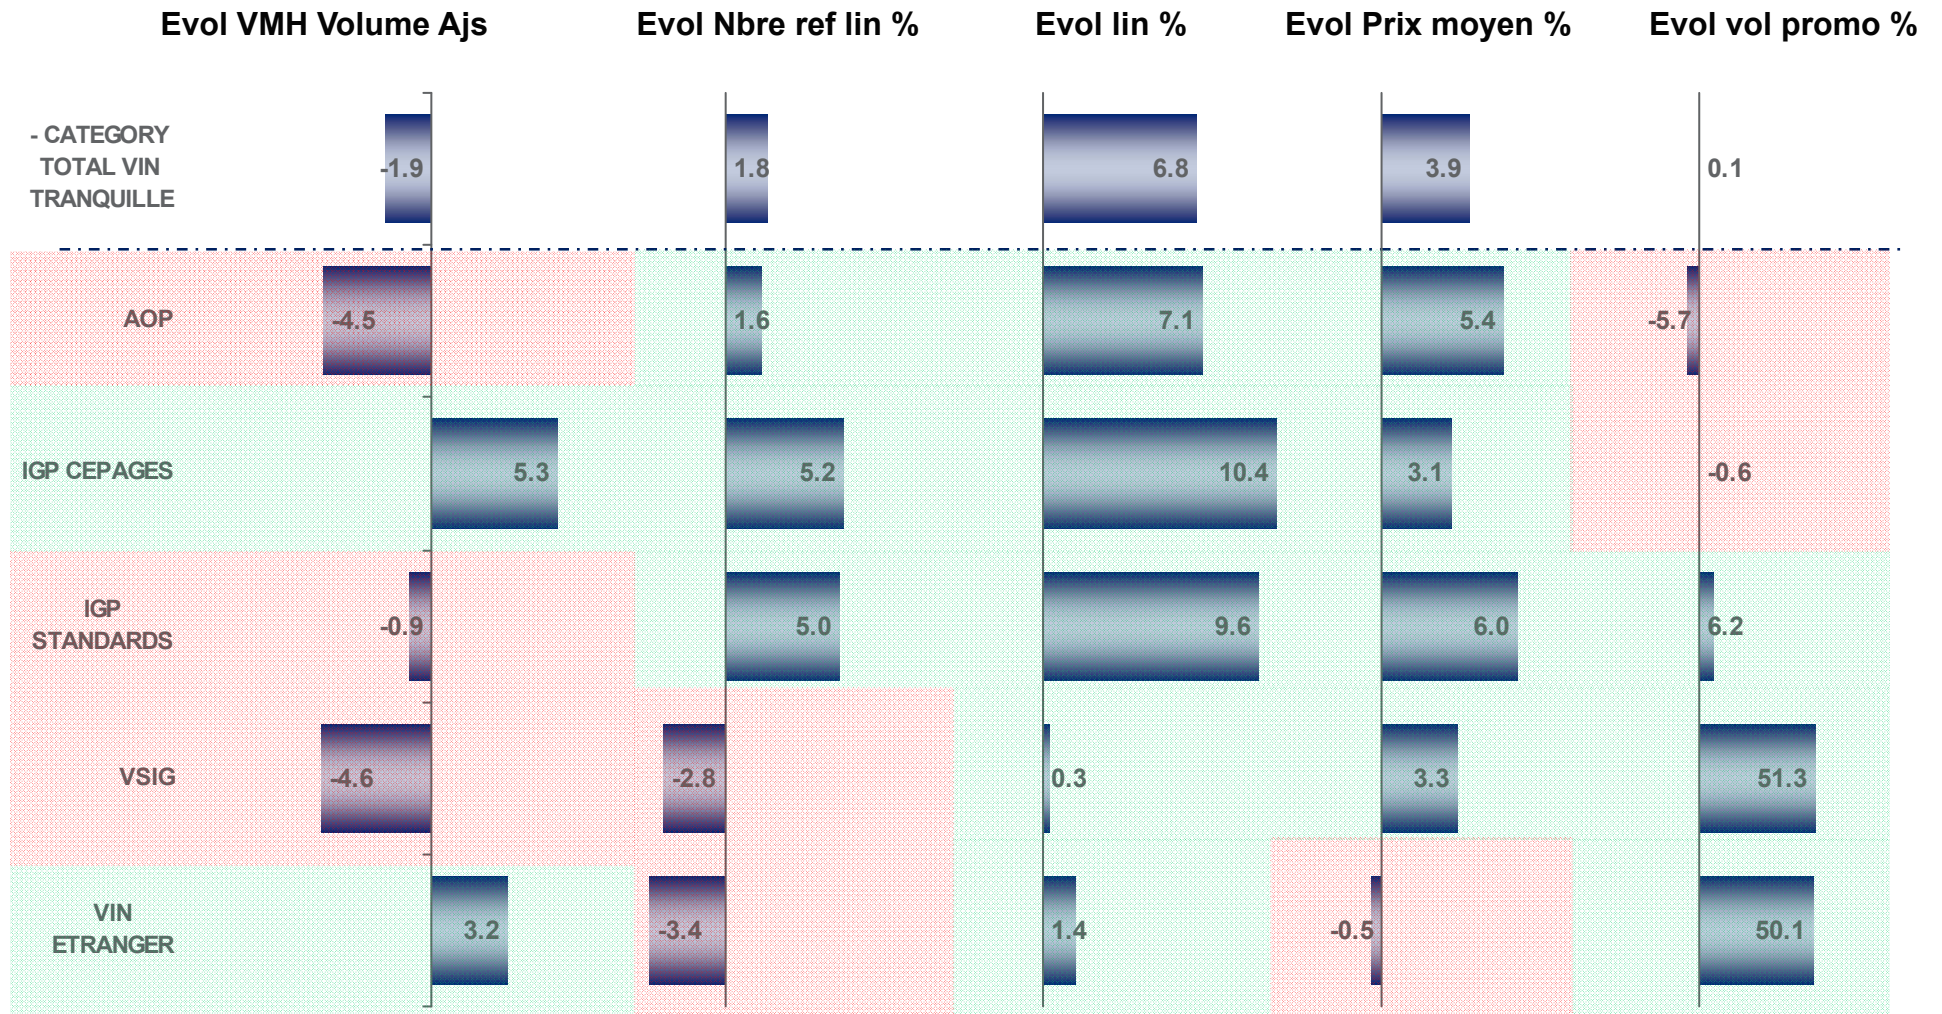 Evol VMH Volume Ajs
Evol Nbre ref lin %
Evol lin %
Evol Prix moyen %
Evol vol promo %
- CATEGORY
TOTAL VIN
TRANQUILLE
-1.9
1.8
6.8
3.9
0.1
AOP
-4.5
1.6
7.1
5.4
-5.7
IGP CEPAGES
5.3
5.2
10.4
3.1
-0.6
IGP
STANDARDS
-0.9
5.0
9.6
6.0
6.2
VSIG
-4.6
-2.8
0.3
3.3
51.3
VIN
ETRANGER
3.2
-3.4
1.4
-0.5
50.1